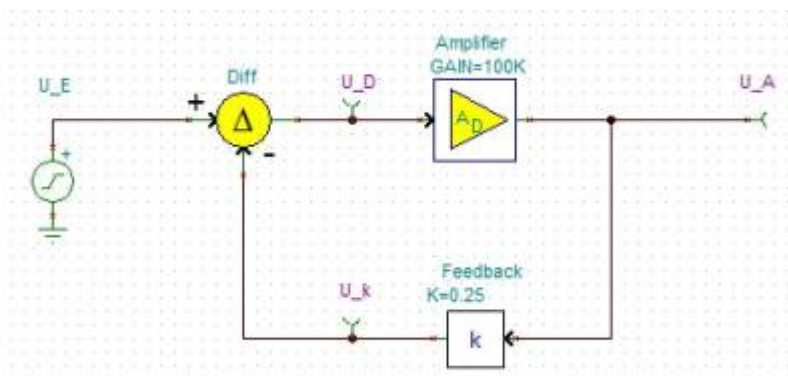 Amplifier
GAIN=100K
U_E
Diff
U_D
U_A
+
Δ
A_D
+
-
Feedback
K=0.25
U_k
k